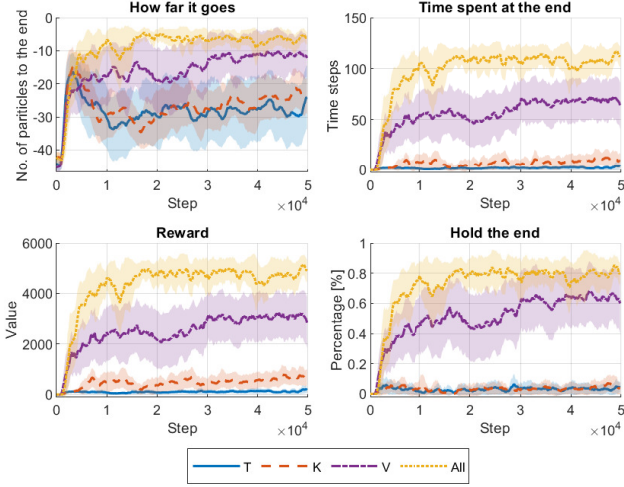 How far it goes
No. of particles to the end
0
-10
-20
-30
-40
0 1 2 3 4 5
Step
×10^4
Time spent at the end
Time steps
150
100
50
0
0 1 2 3 4 5
Step
×10^4
Reward
Value
6000
4000
2000
0
0 1 2 3 4 5
Step
×10^4
Hold the end
Percentage [%]
1
0.8
0.6
0.4
0.2
0
0 1 2 3 4 5
Step
×10^4
T K V All